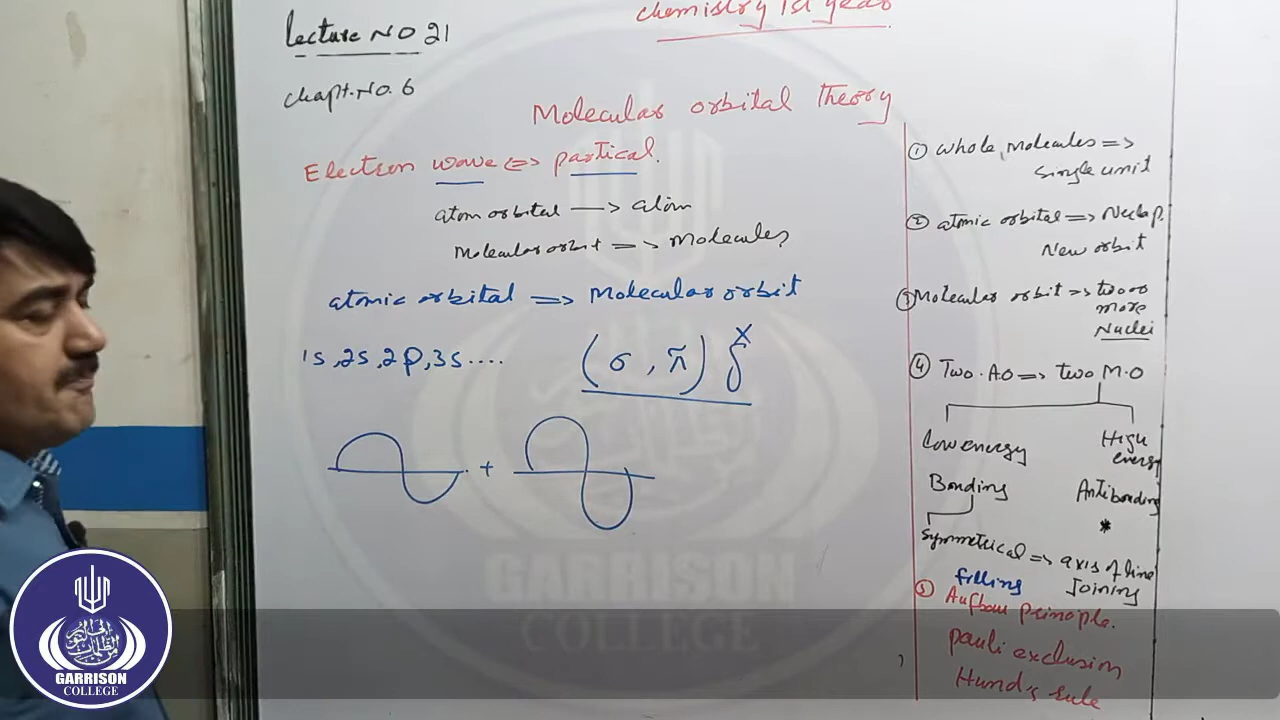 Lecture NO 21
Chemistry 1st year
Chapt.No. 6
Molecular orbital Theory
Electron wave <=> partical.
atom orbital —> atom
Molecular orbit => Molecules
atomic orbital => Molecular orbit
1s, 2s, 2p, 3s....
(σ, π) δ x
+
① whole molecules =>
single unit
② atomic orbital =>
New orbit
③ Molecular orbit => two or
more
Nuclei
④ Two. AO => two M.O
Low energy
High
energy
Bonding
Antibonding
*
Symmetrical => axis of line
Joining
filling
⑤ Aufbau principle.
pauli exclusion
Hund's rule
GARRISON
COLLEGE
GARRISON
COLLEGE